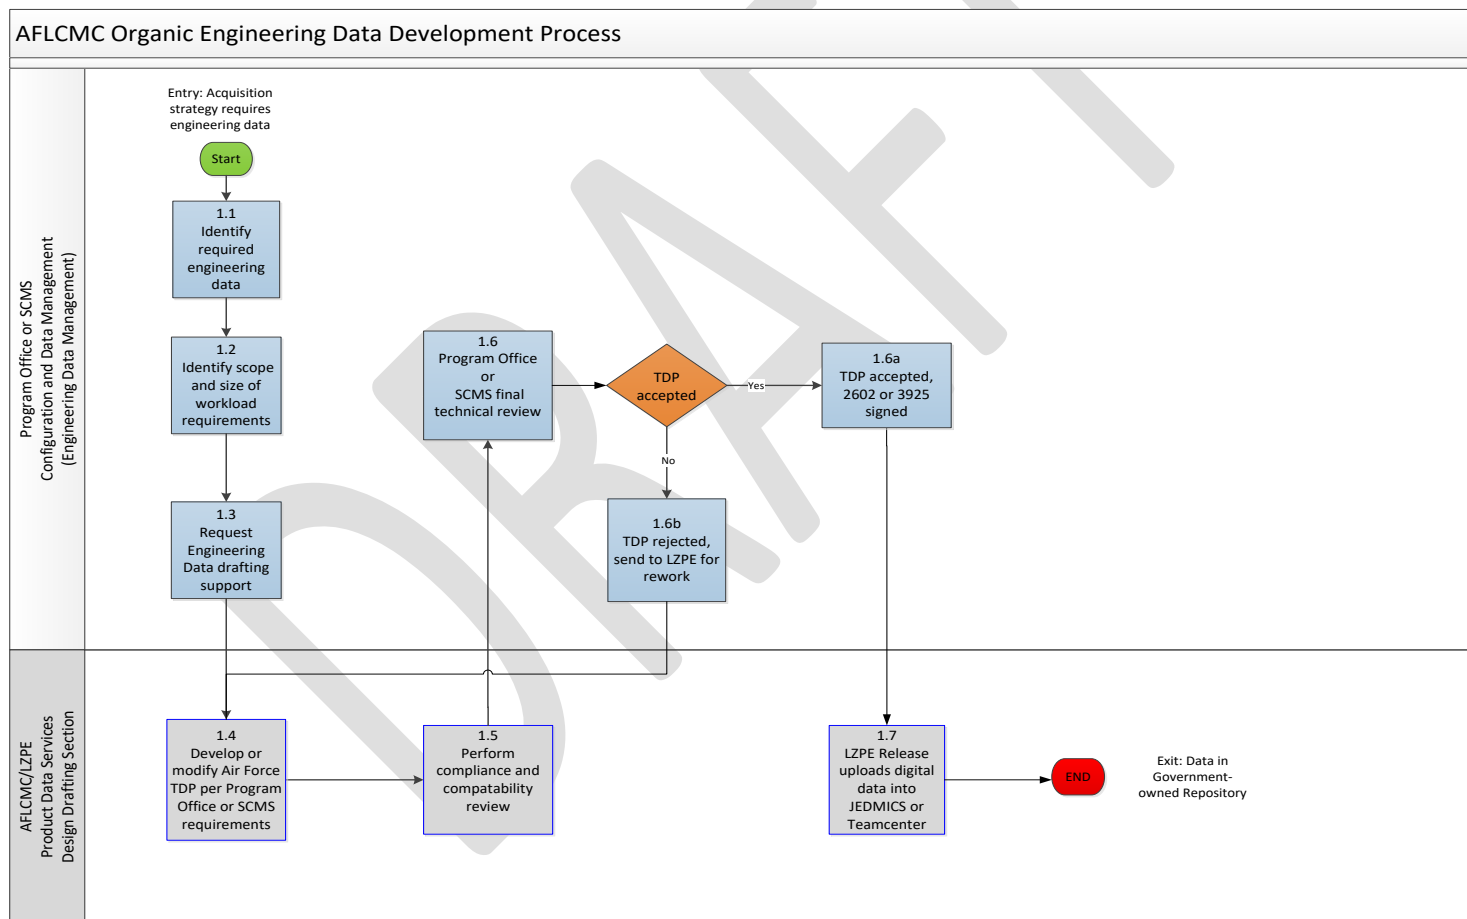 AFLCMC Organic Engineering Data Development Process
Program Office or SCMS
Configuration and Data Management
(Engineering Data Management)
Entry: Acquisition
strategy requires
engineering data
Start
1.1
Identify
required
engineering
data
1.2
Identify scope
and size of
workload
requirements
1.3
Request
Engineering
Data drafting
support
1.6
Program Office
or
SCMS final
technical review
TDP
accepted
Yes
No
1.6a
TDP accepted,
2602 or 3925
signed
1.6b
TDP rejected,
send to LZPE for
rework
AFLCMC/LZPE
Product Data Services
Design Drafting Section
1.4
Develop or
modify Air Force
TDP per Program
Office or SCMS
requirements
1.5
Perform
compliance and
compatability
review
1.7
LZPE Release
uploads digital
data into
JEDMICS or
Teamcenter
END
Exit: Data in
Government-
owned Repository
DRAFT